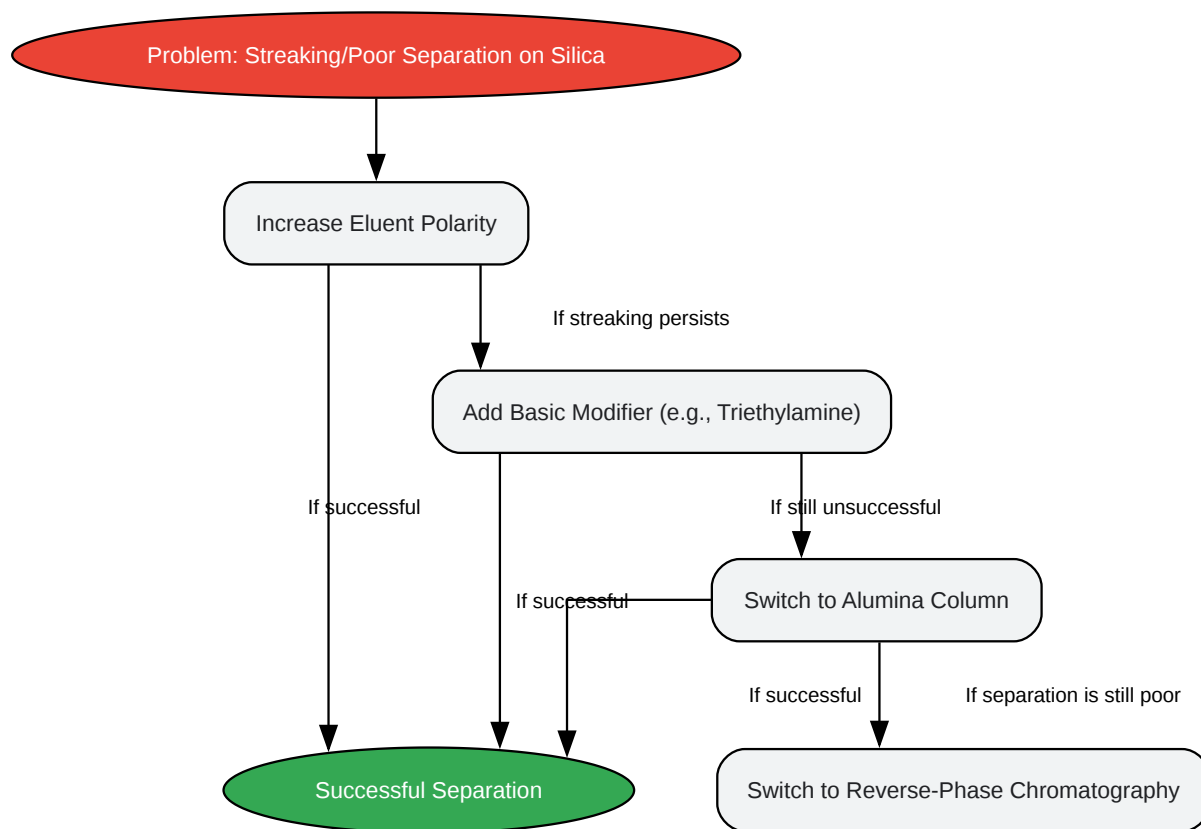 Problem: Streaking/Poor Separation on Silica
Increase Eluent Polarity
If streaking persists
Add Basic Modifier (e.g., Triethylamine)
If successful
If still unsuccessful
Switch to Alumina Column
If successful
If successful
If separation is still poor
Successful Separation
Switch to Reverse-Phase Chromatography